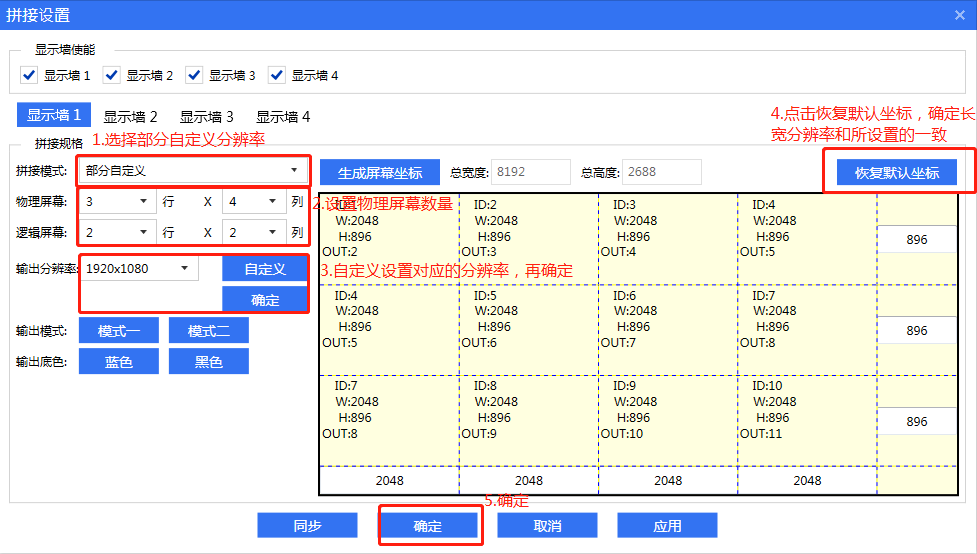 拼接设置
显示墙使能
显示墙 1 显示墙 2 显示墙 3 显示墙 4
显示墙 1 显示墙 2 显示墙 3 显示墙 4
4.点击恢复默认坐标，确定长
宽分辨率和所设置的一致
1.选择部分自定义分辨率
拼接规格
拼接模式: 部分自定义
生成屏幕坐标 总宽度: 8192 总高度: 2688 恢复默认坐标
物理屏幕: 3 行 X 4 列
2.设置物理屏幕数量
逻辑屏幕: 2 行 X 2 列
输出分辨率: 1920x1080 自定义
3.自定义设置对应的分辨率，再确定
确定
输出模式: 模式一 模式二
输出底色: 蓝色 黑色
ID:2 ID:3 ID:4
W:2048 W:2048 W:2048 W:2048
H:896 H:896 H:896 H:896
896
OUT:2 OUT:3 OUT:4 OUT:5
ID:4 ID:5 ID:6 ID:7
W:2048 W:2048 W:2048 W:2048
H:896 H:896 H:896 H:896
896
OUT:5 OUT:6 OUT:7 OUT:8
ID:7 ID:8 ID:9 ID:10
W:2048 W:2048 W:2048 W:2048
H:896 H:896 H:896 H:896
896
OUT:8 OUT:9 OUT:10 OUT:11
2048 2048 2048 2048
5.确定
同步 确定 取消 应用